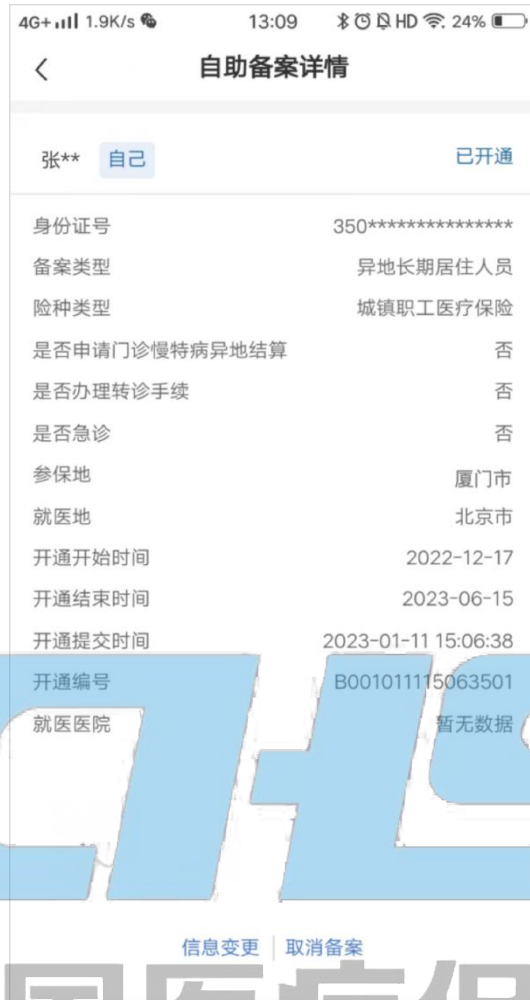 4G+ 1.9K/s 13:09 HD 24%
自助备案详情
张** 自己 已开通
身份证号 350***************
备案类型 异地长期居住人员
险种类型 城镇职工医疗保险
是否申请门诊慢特病异地结算 否
是否办理转诊手续 否
是否急诊 否
参保地 厦门市
就医地 北京市
开通开始时间 2022-12-17
开通结束时间 2023-06-15
开通提交时间 2023-01-11 15:06:38
开通编号 B001011115063501
就医医院 暂无数据
信息变更 取消备案